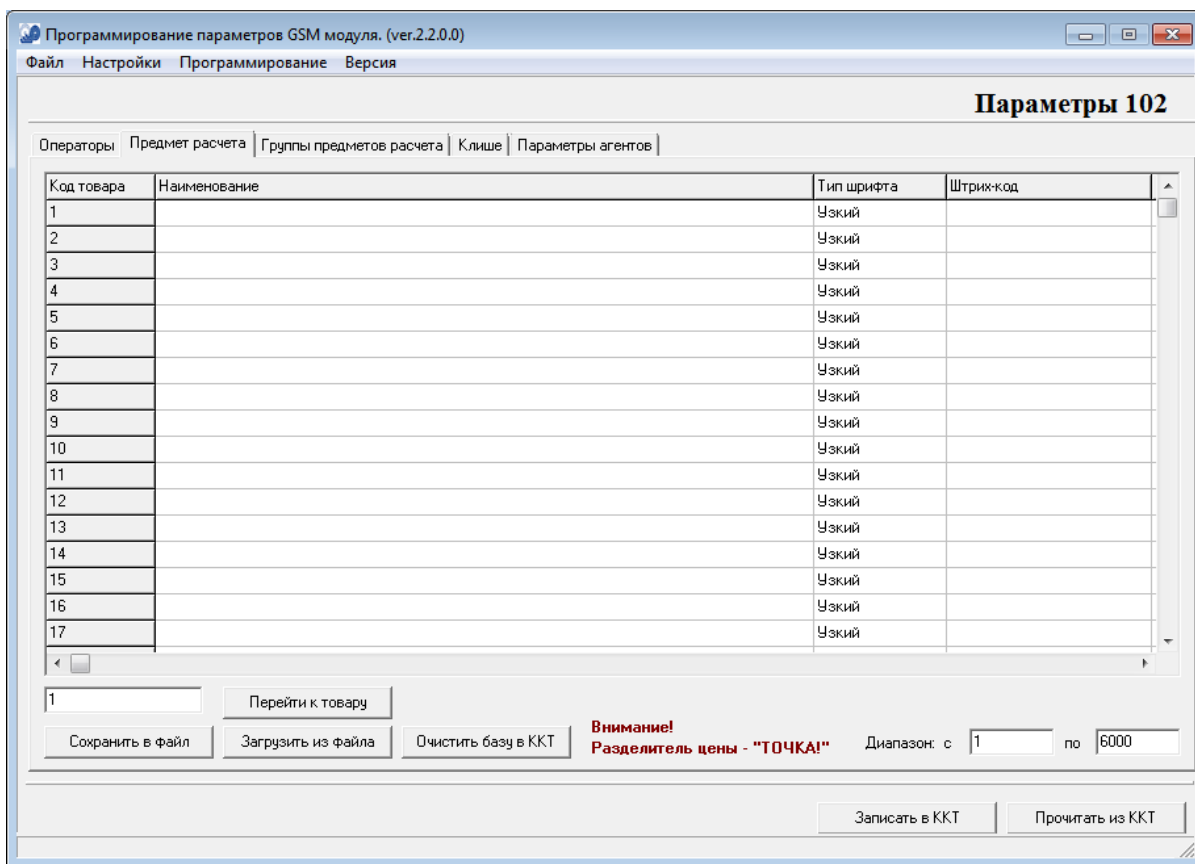 Программирование параметров GSM модуля. (ver.2.2.0.0)
Файл Настройки Программирование Версия
Параметры 102
Операторы Предмет расчета Группы предметов расчета Клише Параметры агентов
Код товара Наименование Тип шрифта Штрих-код
1 Узкий
2 Узкий
3 Узкий
4 Узкий
5 Узкий
6 Узкий
7 Узкий
8 Узкий
9 Узкий
10 Узкий
11 Узкий
12 Узкий
13 Узкий
14 Узкий
15 Узкий
16 Узкий
17 Узкий
1 Перейти к товару
Сохранить в файл Загрузить из файла Очистить базу в ККТ Внимание!
Разделитель цены - "ТОЧКА!" Диапазон: с 1 по 6000
Записать в ККТ Прочитать из ККТ